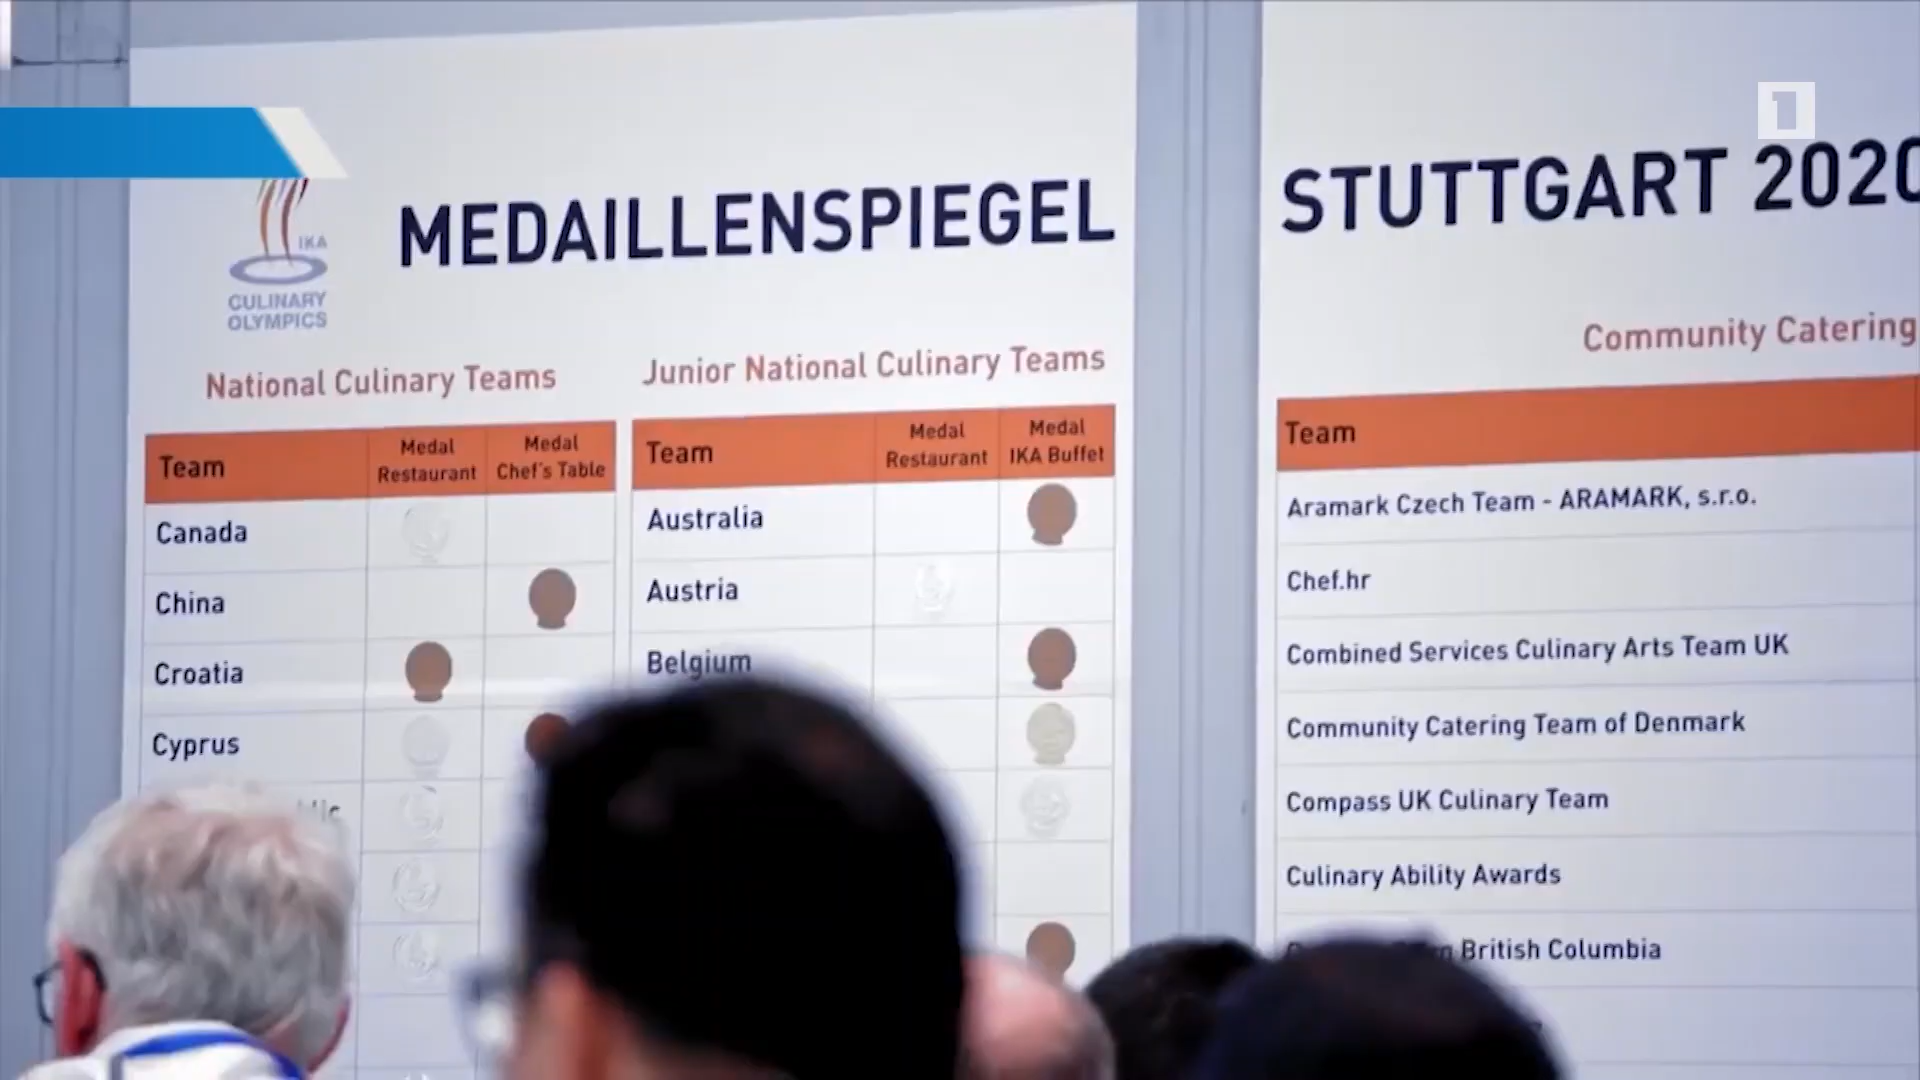 1
IKA
CULINARY
OLYMPICS
MEDAILLENSPIEGEL
National Culinary Teams
Junior National Culinary Teams
Team
Medal
Restaurant
Medal
Chef's Table
Canada
China
Croatia
Cyprus
Team
Medal
Restaurant
Medal
IKA Buffet
Australia
Austria
Belgium
STUTTGART 2020
Community Catering
Team
Aramark Czech Team - ARAMARK, s.r.o.
Chef.hr
Combined Services Culinary Arts Team UK
Community Catering Team of Denmark
Compass UK Culinary Team
Culinary Ability Awards
British Columbia